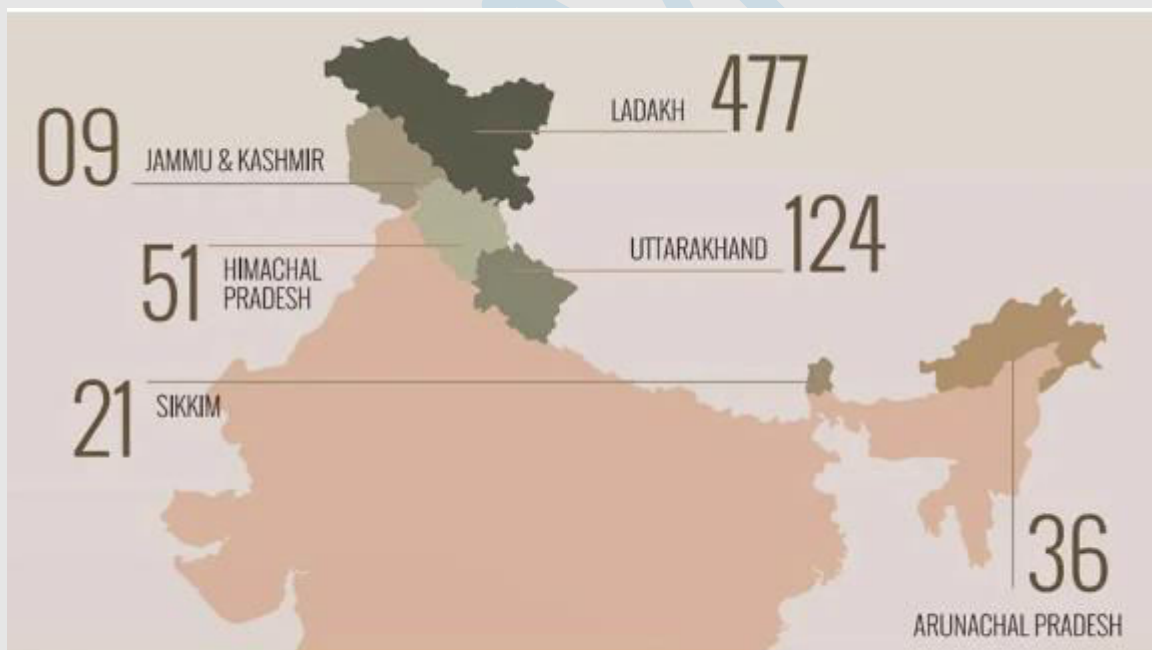 LADAKH 477
09 JAMMU & KASHMIR
UTTARAKHAND 124
51 HIMACHAL
PRADESH
21 SIKKIM
36
ARUNACHAL PRADESH